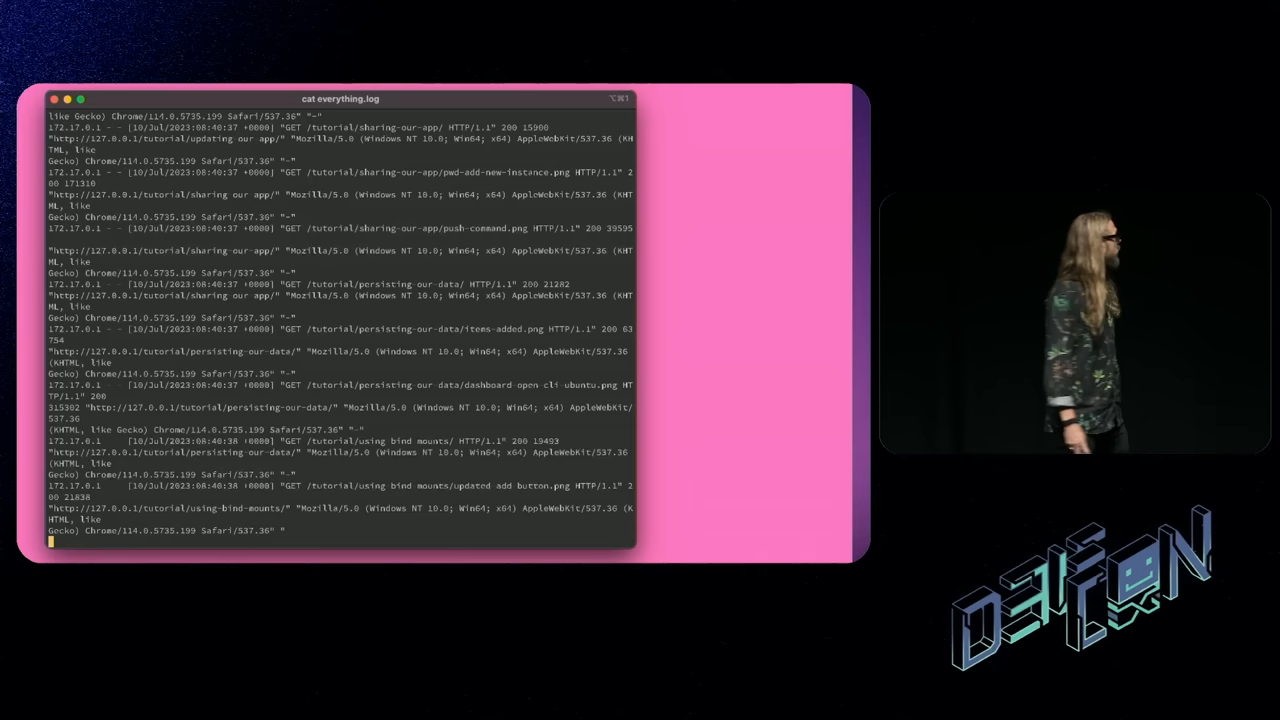 cat everything.log
⌥⌘1
like Gecko) Chrome/114.0.5735.199 Safari/537.36" "-"
172.17.0.1 - - [10/Jul/2023:08:40:37 +0000] "GET /tutorial/sharing-our-app/ HTTP/1.1" 200 15900
"http://127.0.0.1/tutorial/updating our app/" "Mozilla/5.0 (Windows NT 10.0; Win64; x64) AppleWebKit/537.36 (KH
TML, like
Gecko) Chrome/114.0.5735.199 Safari/537.36" "-"
172.17.0.1 - - [10/Jul/2023:08:40:37 +0000] "GET /tutorial/sharing-our-app/pwd-add-new-instance.png HTTP/1.1" 2
00 171310
"http://127.0.0.1/tutorial/sharing our app/" "Mozilla/5.0 (Windows NT 10.0; Win64; x64) AppleWebKit/537.36 (KHT
ML, like
Gecko) Chrome/114.0.5735.199 Safari/537.36" "-"
172.17.0.1 - - [10/Jul/2023:08:40:37 +0000] "GET /tutorial/sharing-our-app/push-command.png HTTP/1.1" 200 39595
"http://127.0.0.1/tutorial/sharing-our-app/" "Mozilla/5.0 (Windows NT 10.0; Win64; x64) AppleWebKit/537.36 (KHT
ML, like
Gecko) Chrome/114.0.5735.199 Safari/537.36" "-"
172.17.0.1 - - [10/Jul/2023:08:40:37 +0000] "GET /tutorial/persisting-our-data/ HTTP/1.1" 200 21282
"http://127.0.0.1/tutorial/sharing our app/" "Mozilla/5.0 (Windows NT 10.0; Win64; x64) AppleWebKit/537.36 (KHT
ML, like
Gecko) Chrome/114.0.5735.199 Safari/537.36" "-"
172.17.0.1 - - [10/Jul/2023:08:40:37 +0000] "GET /tutorial/persisting-our-data/items-added.png HTTP/1.1" 200 63
754
"http://127.0.0.1/tutorial/persisting-our-data/" "Mozilla/5.0 (Windows NT 10.0; Win64; x64) AppleWebKit/537.36
(KHTML, like
Gecko) Chrome/114.0.5735.199 Safari/537.36" "-"
172.17.0.1 - - [10/Jul/2023:08:40:37 +0000] "GET /tutorial/persisting-our-data/dashboard-open-cli-ubuntu.png HT
TP/1.1" 200
315302 "http://127.0.0.1/tutorial/persisting-our-data/" "Mozilla/5.0 (Windows NT 10.0; Win64; x64) AppleWebKit/
537.36
(KHTML, like Gecko) Chrome/114.0.5735.199 Safari/537.36" "-"
172.17.0.1 [10/Jul/2023:08:40:38 +0000] "GET /tutorial/using bind mounts/ HTTP/1.1" 200 19493
"http://127.0.0.1/tutorial/persisting-our-data/" "Mozilla/5.0 (Windows NT 10.0; Win64; x64) AppleWebKit/537.36
(KHTML, like
Gecko) Chrome/114.0.5735.199 Safari/537.36" "-"
172.17.0.1 [10/Jul/2023:08:40:38 +0000] "GET /tutorial/using bind mounts/updated add button.png HTTP/1.1" 2
00 21838
"http://127.0.0.1/tutorial/using-bind-mounts/" "Mozilla/5.0 (Windows NT 10.0; Win64; x64) AppleWebKit/537.36 (K
HTML, like
Gecko) Chrome/114.0.5735.199 Safari/537.36" "